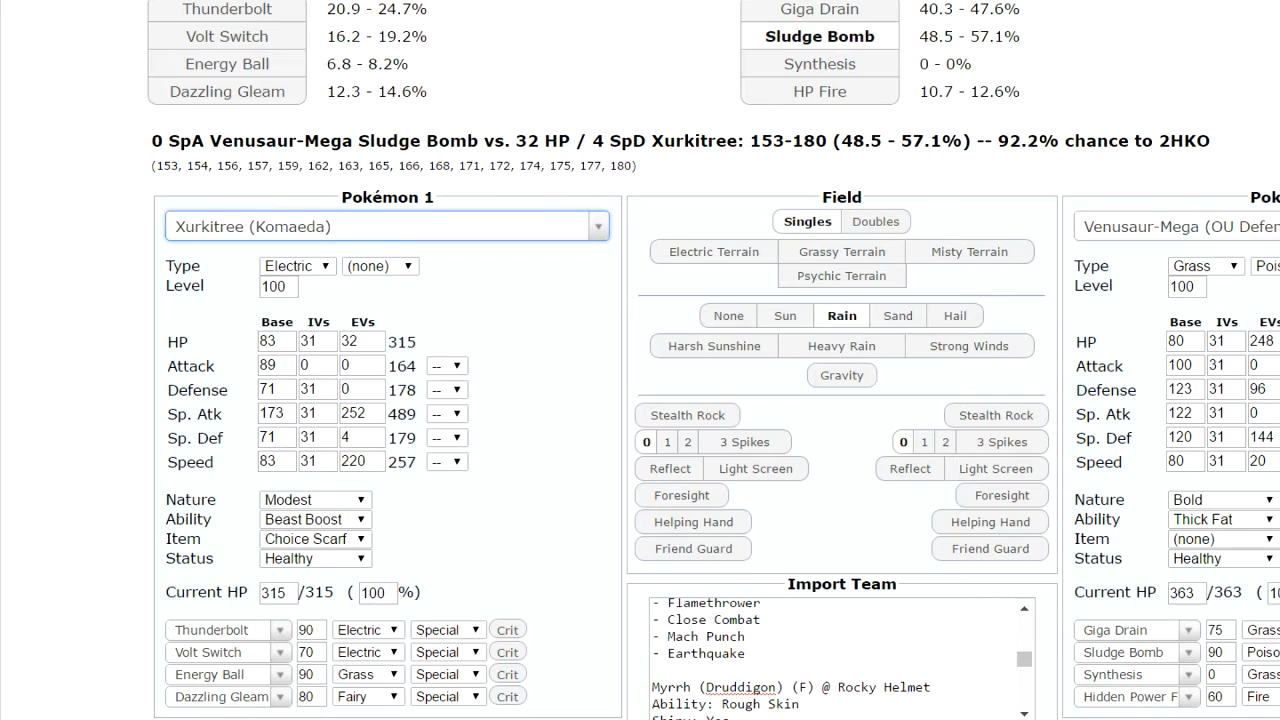 Thunderbolt 20.9 - 24.7% Giga Drain 40.3 - 47.6%
Volt Switch 16.2 - 19.2% Sludge Bomb 48.5 - 57.1%
Energy Ball 6.8 - 8.2% Synthesis 0 - 0%
Dazzling Gleam 12.3 - 14.6% HP Fire 10.7 - 12.6%
0 SpA Venusaur-Mega Sludge Bomb vs. 32 HP / 4 SpD Xurkitree: 153-180 (48.5 - 57.1%) -- 92.2% chance to 2HKO
(153, 154, 156, 157, 159, 162, 163, 165, 166, 168, 171, 172, 174, 175, 177, 180)
Pokémon 1
Xurkitree (Komaeda)
Type Electric (none)
Level 100
Base IVs EVs
HP 83 31 32 315
Attack 89 0 0 164 --
Defense 71 31 0 178 --
Sp. Atk 173 31 252 489 --
Sp. Def 71 31 4 179 --
Speed 83 31 220 257 --
Nature Modest
Ability Beast Boost
Item Choice Scarf
Status Healthy
Current HP 315/315 ( 100 %)
Thunderbolt 90 Electric Special Crit
Volt Switch 70 Electric Special Crit
Energy Ball 90 Grass Special Crit
Dazzling Gleam 80 Fairy Special Crit
Field
Singles Doubles
Electric Terrain Grassy Terrain Misty Terrain
Psychic Terrain
None Sun Rain Sand Hail
Harsh Sunshine Heavy Rain Strong Winds
Gravity
Stealth Rock Stealth Rock
0 1 2 3 Spikes 0 1 2 3 Spikes
Reflect Light Screen Reflect Light Screen
Foresight Foresight
Helping Hand Helping Hand
Friend Guard Friend Guard
Import Team
- Flamethrower
- Close Combat
- Mach Punch
- Earthquake
Myrrh (Druddigon) (F) @ Rocky Helmet
Ability: Rough Skin
Shiny: Yes
Pok
Venusaur-Mega (OU Defen
Type Grass Pois
Level 100
Base IVs EVs
HP 80 31 248
Attack 100 31 0
Defense 123 31 96
Sp. Atk 122 31 0
Sp. Def 120 31 144
Speed 80 31 20
Nature Bold
Ability Thick Fat
Item (none)
Status Healthy
Current HP 363/363 ( 10
Giga Drain 75 Grass
Sludge Bomb 90 Poiso
Synthesis 0 Grass
Hidden Power F 60 Fire